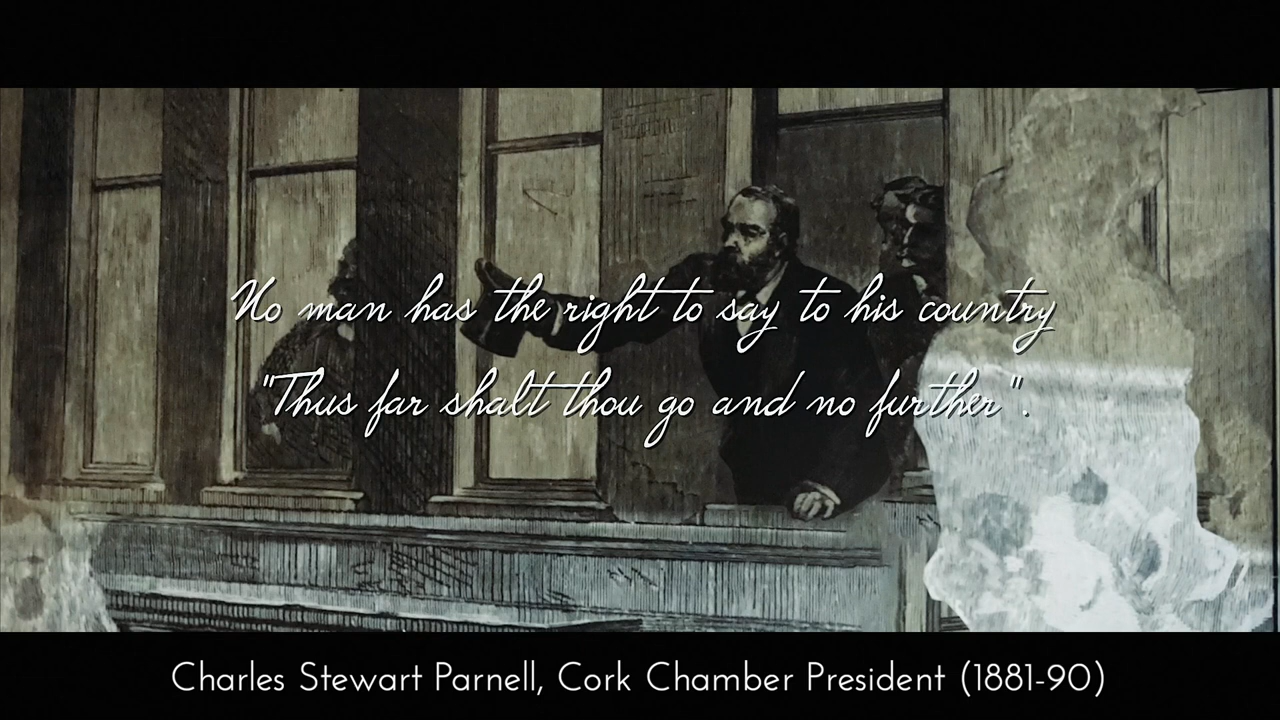 No man has the right to say to his country
"Thus far shalt thou go and no further".
Charles Stewart Parnell, Cork Chamber President (1881-90)